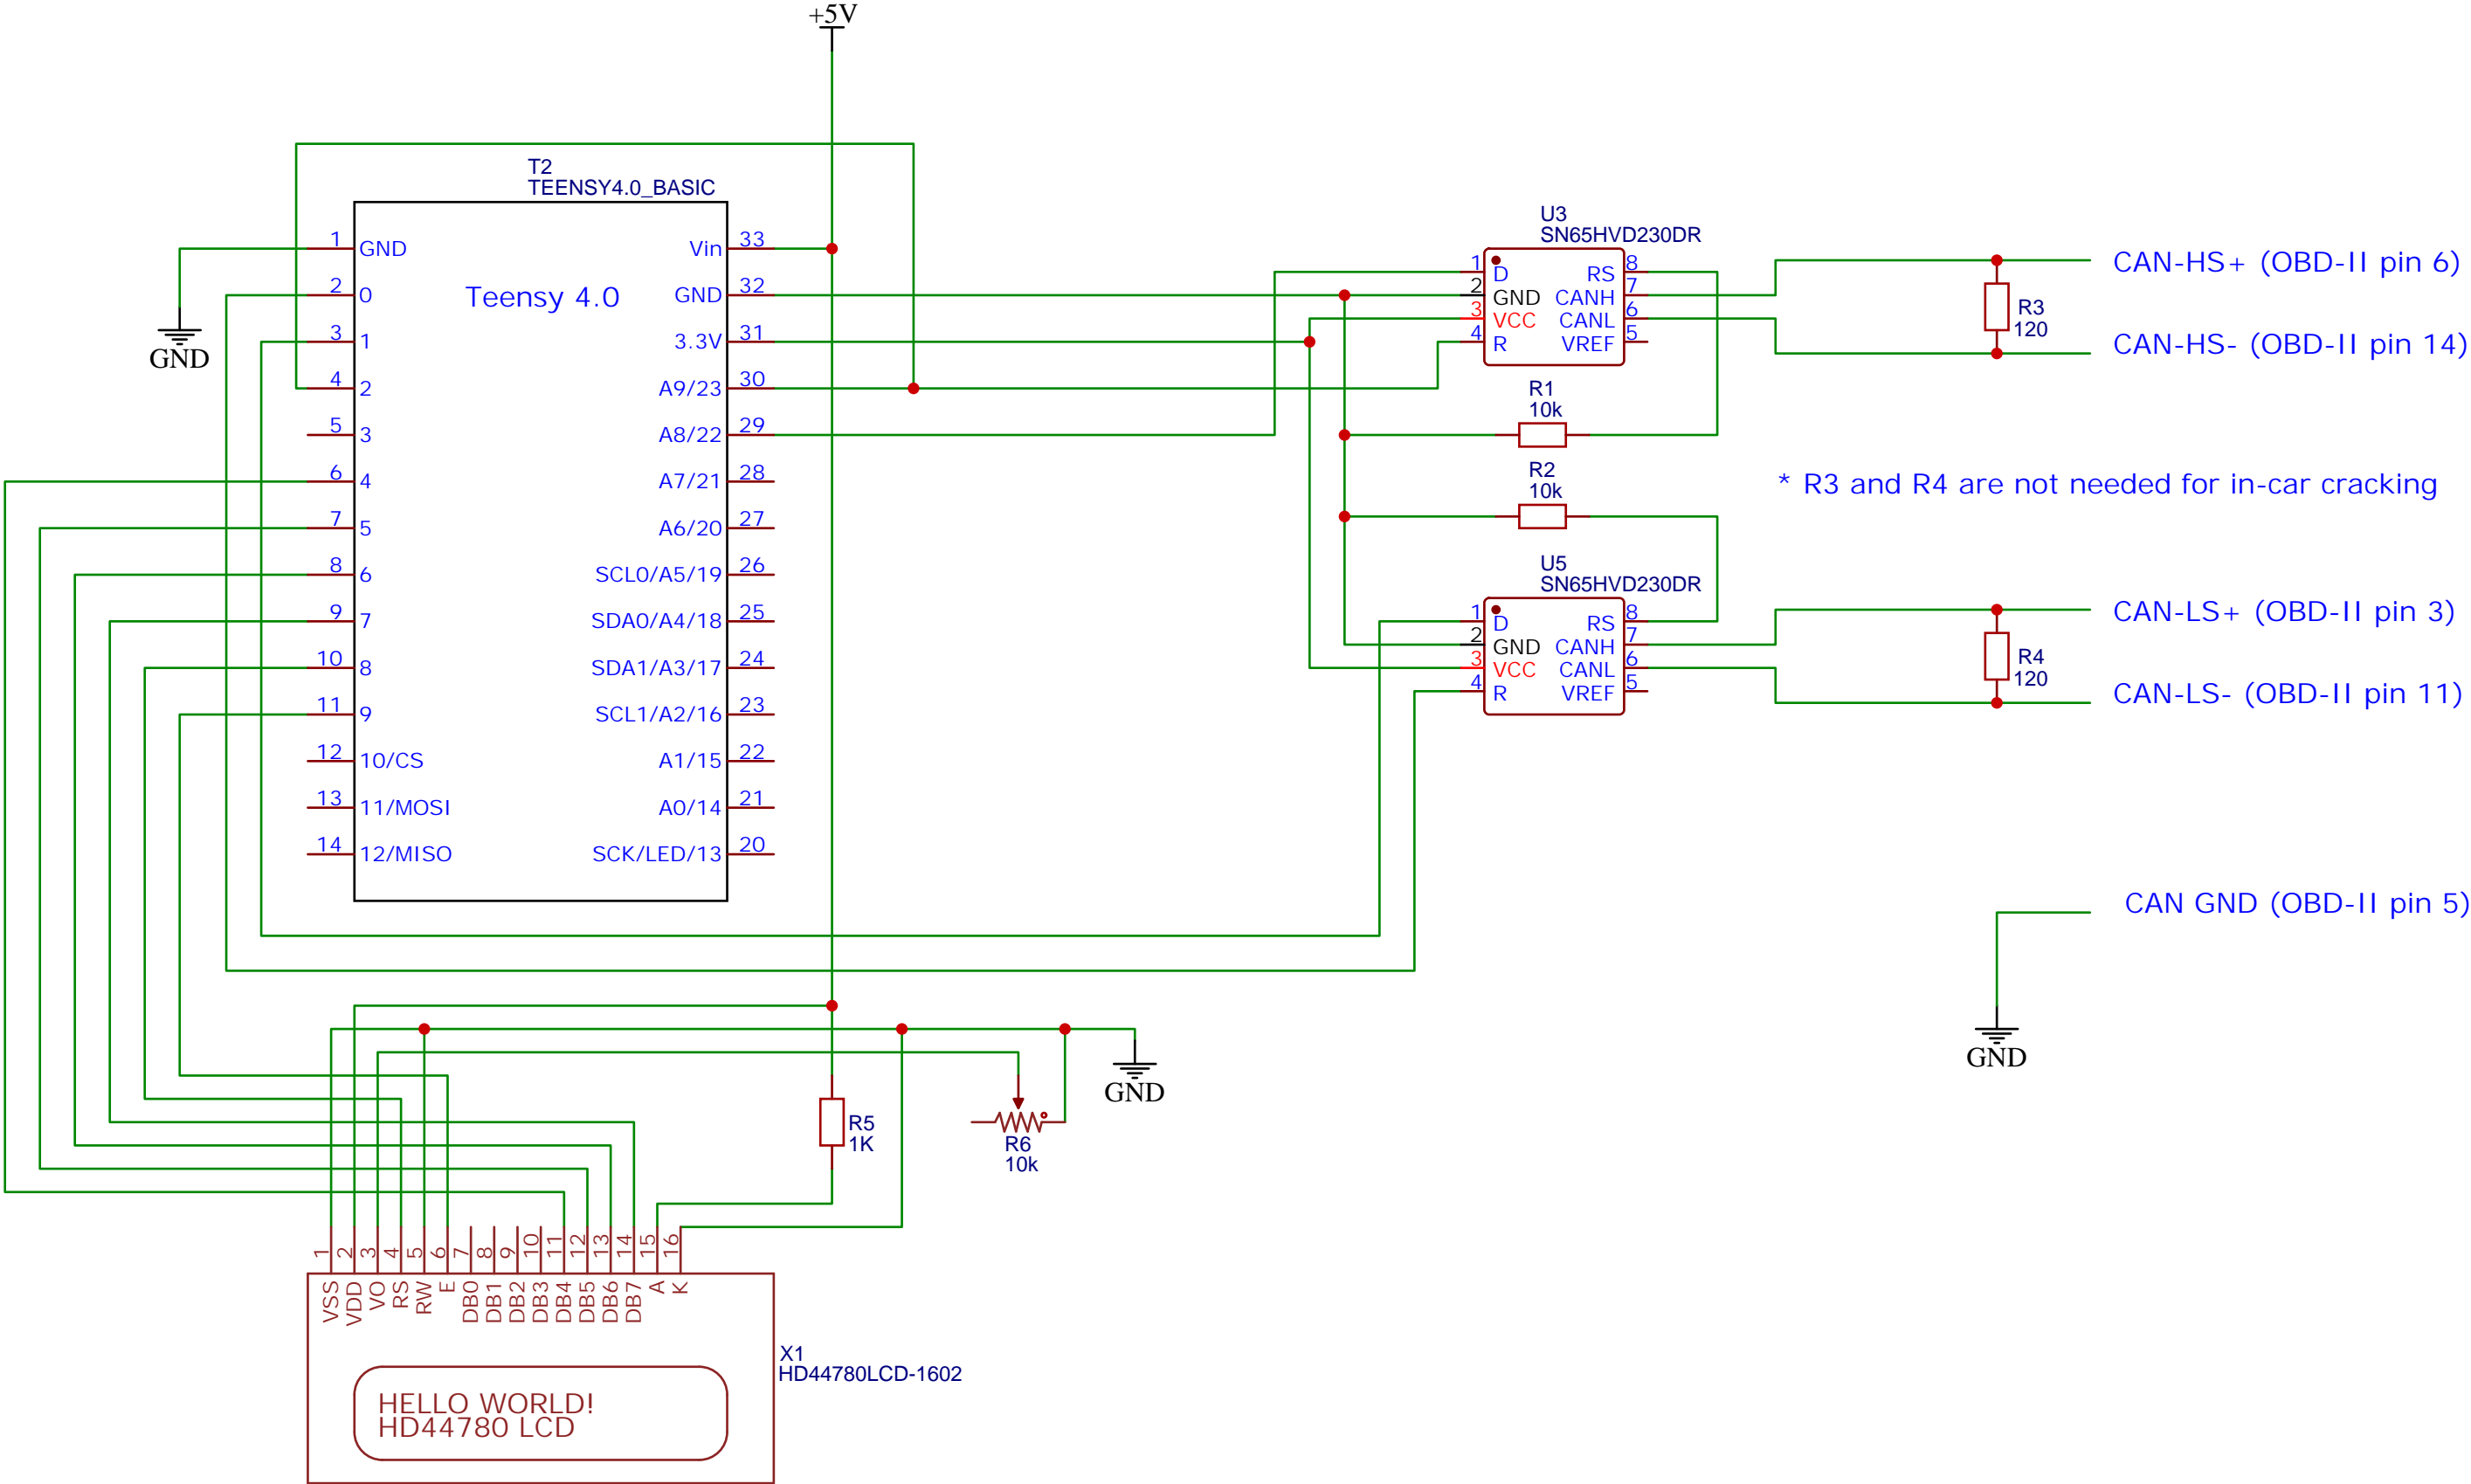 +5V
T2
TEENSY4.0_BASIC
Teensy 4.0
1 GND
2 0
3 1
4 2
5 3
6 4
7 5
8 6
9 7
10 8
11 9
12 10/CS
13 11/MOSI
14 12/MISO
Vin 33
GND 32
3.3V 31
A9/23 30
A8/22 29
A7/21 28
A6/20 27
SCL0/A5/19 26
SDA0/A4/18 25
SDA1/A3/17 24
SCL1/A2/16 23
A1/15 22
A0/14 21
SCK/LED/13 20
GND
U3
SN65HVD230DR
1 D RS 8
2 GND CANH 7
3 VCC CANL 6
4 R VREF 5
R1
10k
R2
10k
U5
SN65HVD230DR
1 D RS 8
2 GND CANH 7
3 VCC CANL 6
4 R VREF 5
CAN-HS+ (OBD-II pin 6)
R3
120
CAN-HS- (OBD-II pin 14)
* R3 and R4 are not needed for in-car cracking
CAN-LS+ (OBD-II pin 3)
R4
120
CAN-LS- (OBD-II pin 11)
CAN GND (OBD-II pin 5)
GND
GND
R5
1K
R6
10k
1 VSS
2 VDD
3 VO
4 RS
5 RW
6 E
7 DB0
8 DB1
9 DB2
10 DB3
11 DB4
12 DB5
13 DB6
14 DB7
15 A
16 K
X1
HD44780LCD-1602
HELLO WORLD!
HD44780 LCD